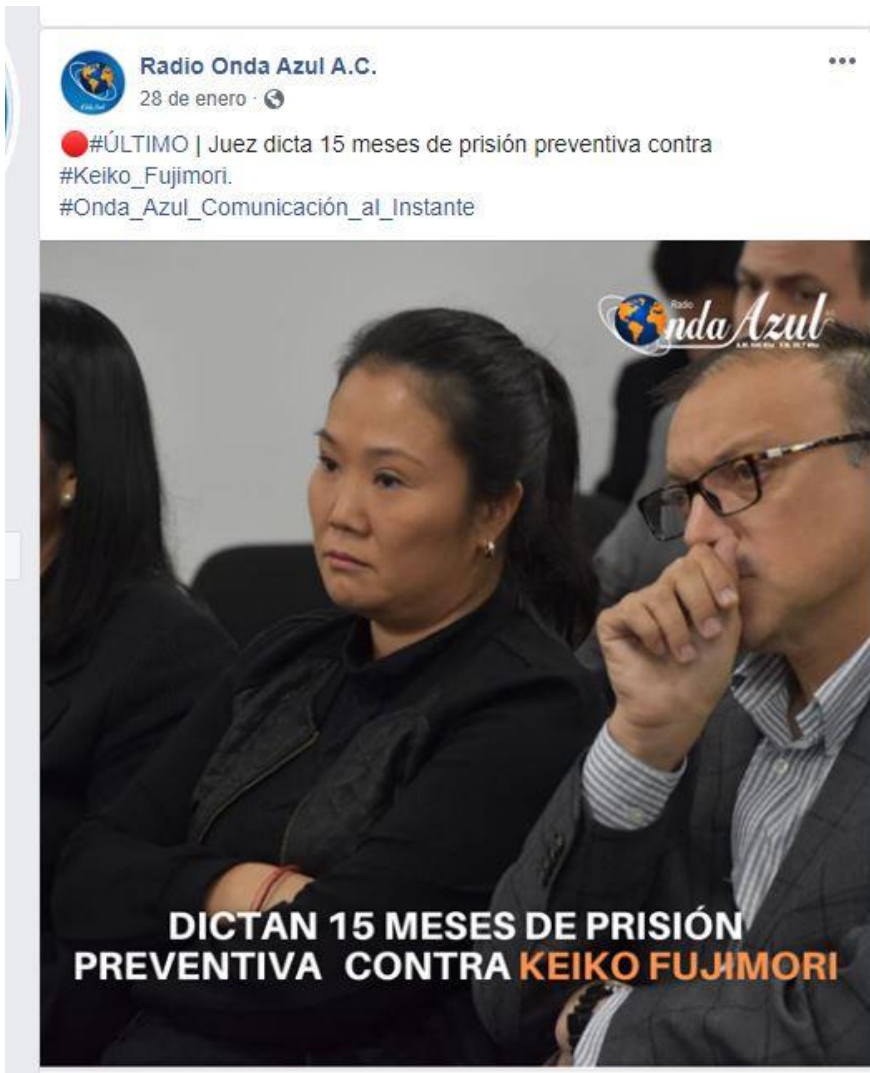 Radio Onda Azul A.C.
28 de enero ·
#ÚLTIMO | Juez dicta 15 meses de prisión preventiva contra
#Keiko_Fujimori.
#Onda_Azul_Comunicación_al_Instante
Radio
Onda Azul
DICTAN 15 MESES DE PRISIÓN
PREVENTIVA CONTRA KEIKO FUJIMORI